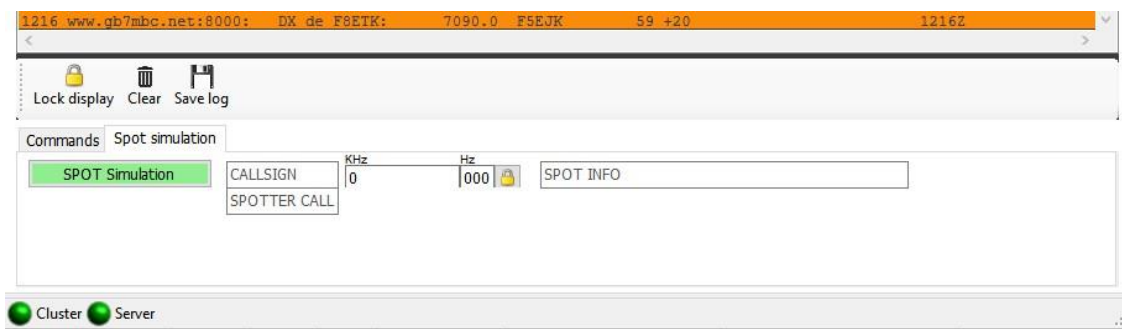 1216 www.gb7mbc.net:8000: DX de F8ETK: 7090.0 F5EJK 59 +20 1216Z
Lock display Clear Save log
Commands Spot simulation
KHz Hz
SPOT Simulation CALLSIGN 0 000 SPOT INFO
SPOTTER CALL
Cluster Server